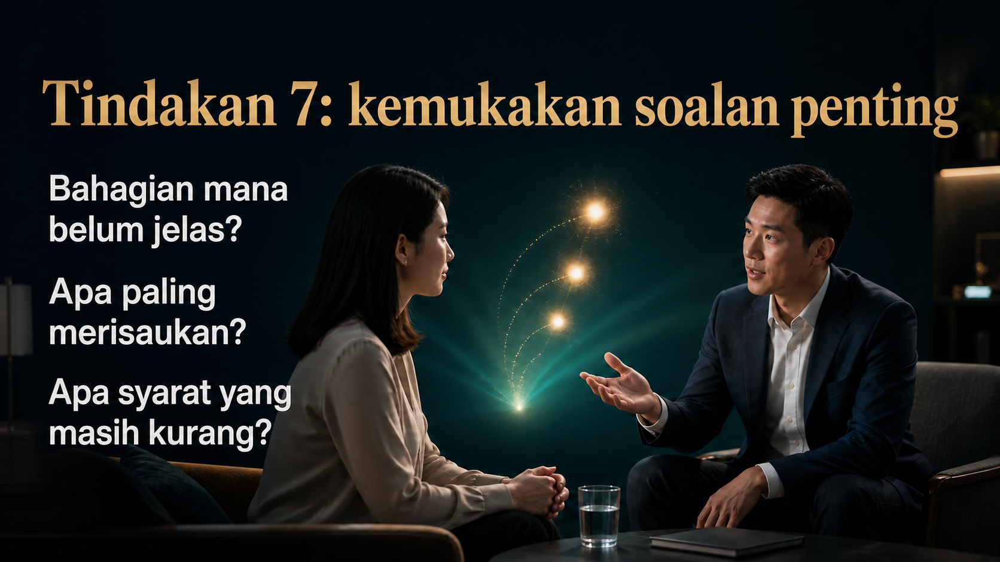 Tindakan 7: kemukakan soalan penting
Bahagian mana
belum jelas?
Apa paling
merisaukan?
Apa syarat yang
masih kurang?